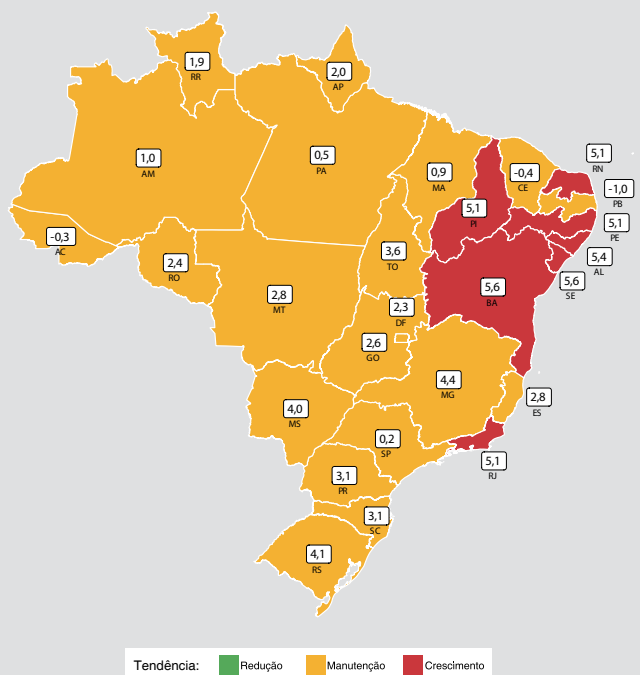 1,9
RR
2,0
AP
1,0
AM
0,5
PA
0,9
MA
-0,4
CE
5,1
RN
-1,0
PB
5,1
PI
5,1
PE
-0,3
AC
2,4
RO
3,6
TO
5,4
AL
5,6
SE
2,8
MT
5,6
BA
2,3
DF
2,6
GO
4,4
MG
2,8
ES
4,0
MS
0,2
SP
5,1
RJ
3,1
PR
3,1
SC
4,1
RS
Tendência: Redução Manutenção Crescimento